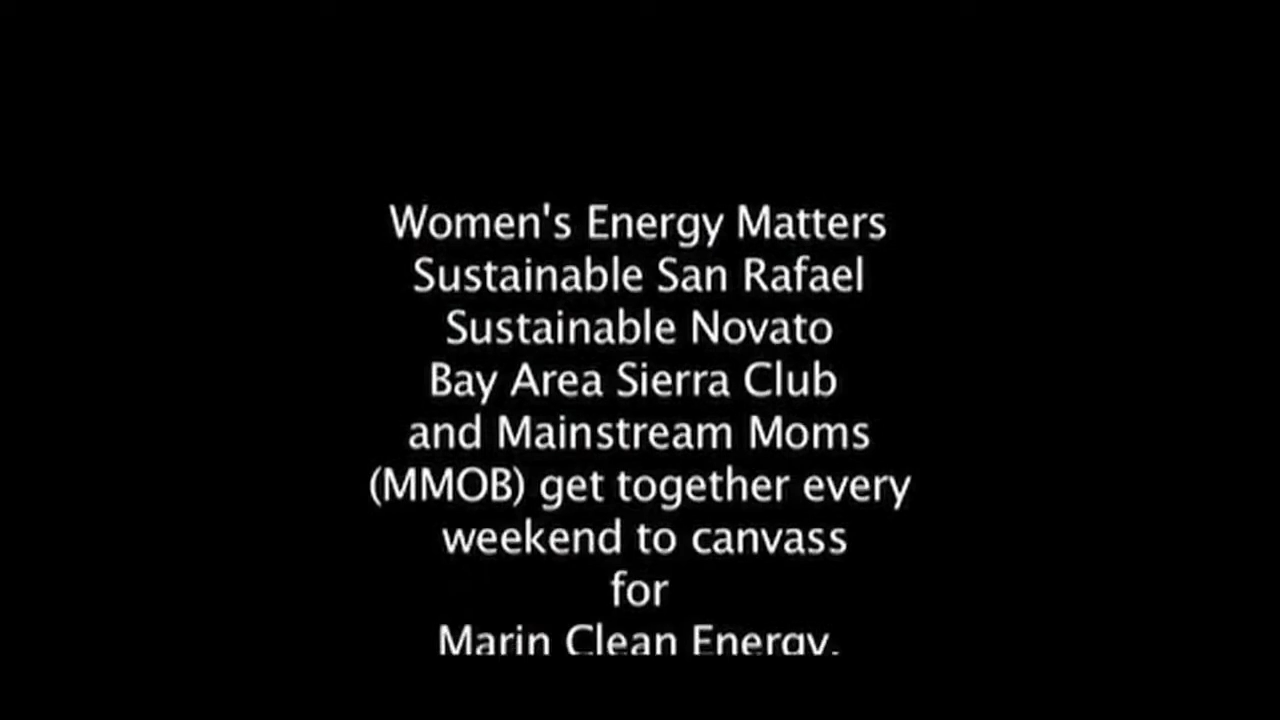 Women's Energy Matters
Sustainable San Rafael
Sustainable Novato
Bay Area Sierra Club
and Mainstream Moms
(MMOB) get together every
weekend to canvass
for
Marin Clean Energy.